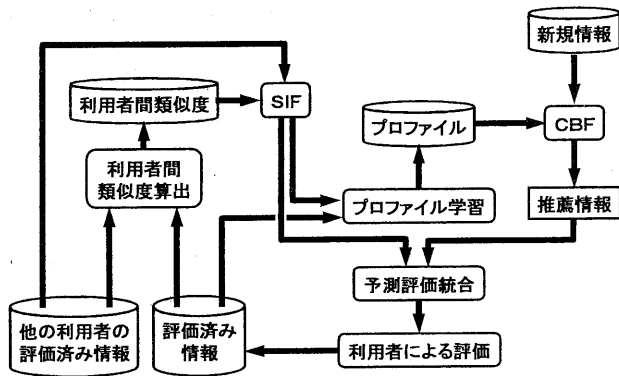 新規情報
利用者間類似度
SIF
プロファイル
CBF
利用者間
類似度算出
プロファイル学習
推薦情報
予測評価統合
他の利用者の
評価済み情報
評価済み
情報
利用者による評価